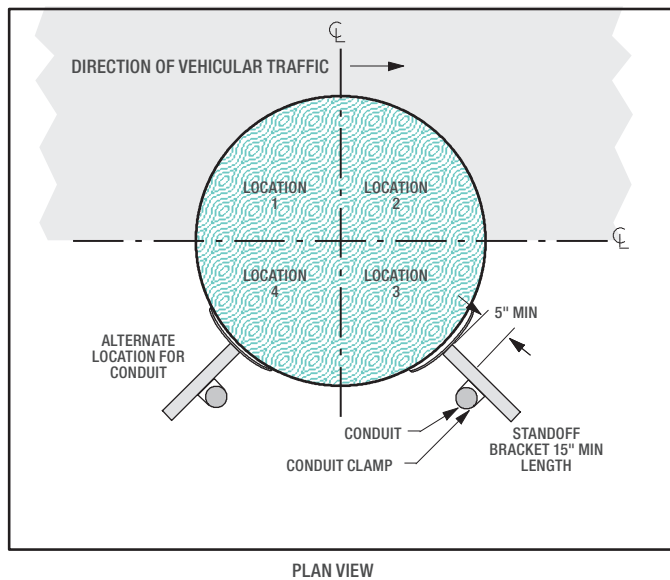 ℄
DIRECTION OF VEHICULAR TRAFFIC
LOCATION
1
LOCATION
2
℄
LOCATION
4
LOCATION
3
5" MIN
ALTERNATE
LOCATION FOR
CONDUIT
CONDUIT
CONDUIT CLAMP
STANDOFF
BRACKET 15" MIN
LENGTH
PLAN VIEW